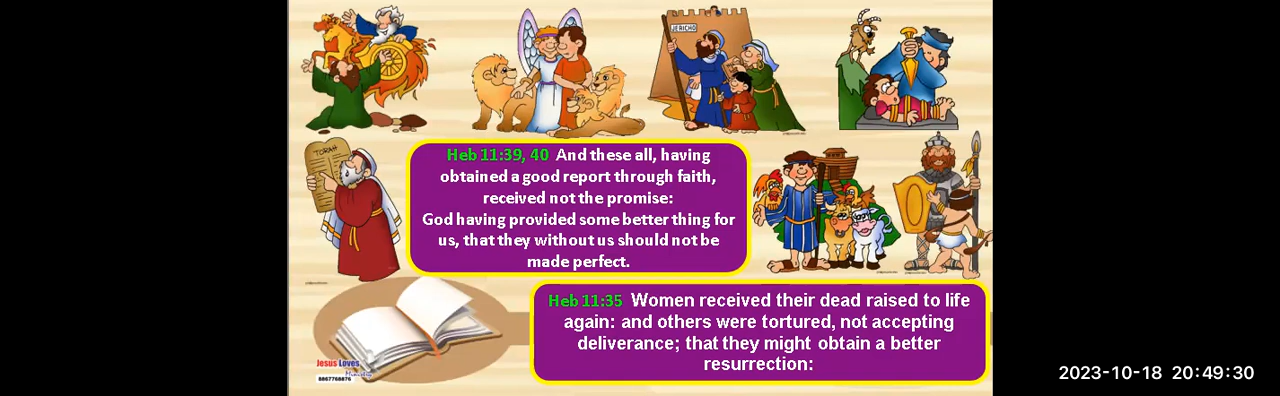 JERICHO
TORAH
Heb 11:39, 40 And these all, having
obtained a good report through faith,
received not the promise:
God having provided some better thing for
us, that they without us should not be
made perfect.
Heb 11:35 Women received their dead raised to life
again: and others were tortured, not accepting
deliverance; that they might obtain a better
resurrection:
Jesus Loves
Ministries
8867768876
2023-10-18 20:49:30